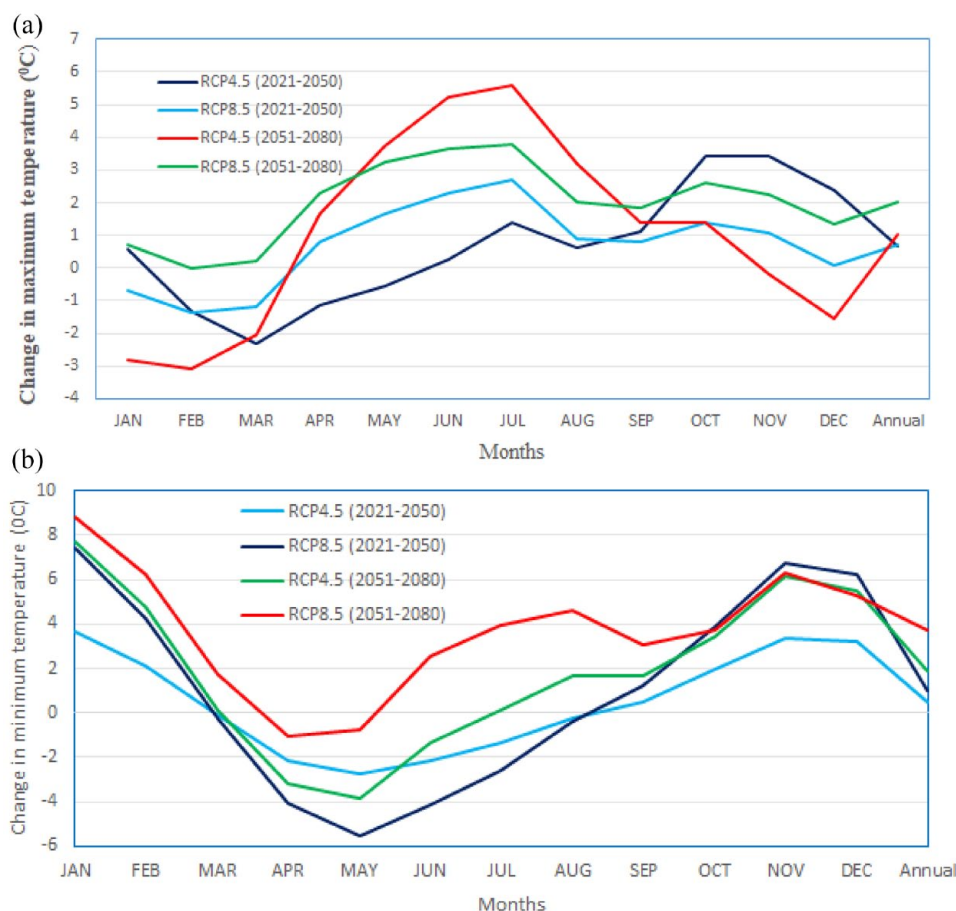 (a)
Change in maximum temperature (⁰C)
7
6
5
4
3
2
1
0
-1
-2
-3
-4
RCP4.5 (2021-2050)
RCP8.5 (2021-2050)
RCP4.5 (2051-2080)
RCP8.5 (2051-2080)
JAN FEB MAR APR MAY JUN JUL AUG SEP OCT NOV DEC Annual
Months
(b)
Change in minimum temperature (0C)
10
8
6
4
2
0
-2
-4
-6
RCP4.5 (2021-2050)
RCP8.5 (2021-2050)
RCP4.5 (2051-2080)
RCP8.5 (2051-2080)
JAN FEB MAR APR MAY JUN JUL AUG SEP OCT NOV DEC Annual
Months